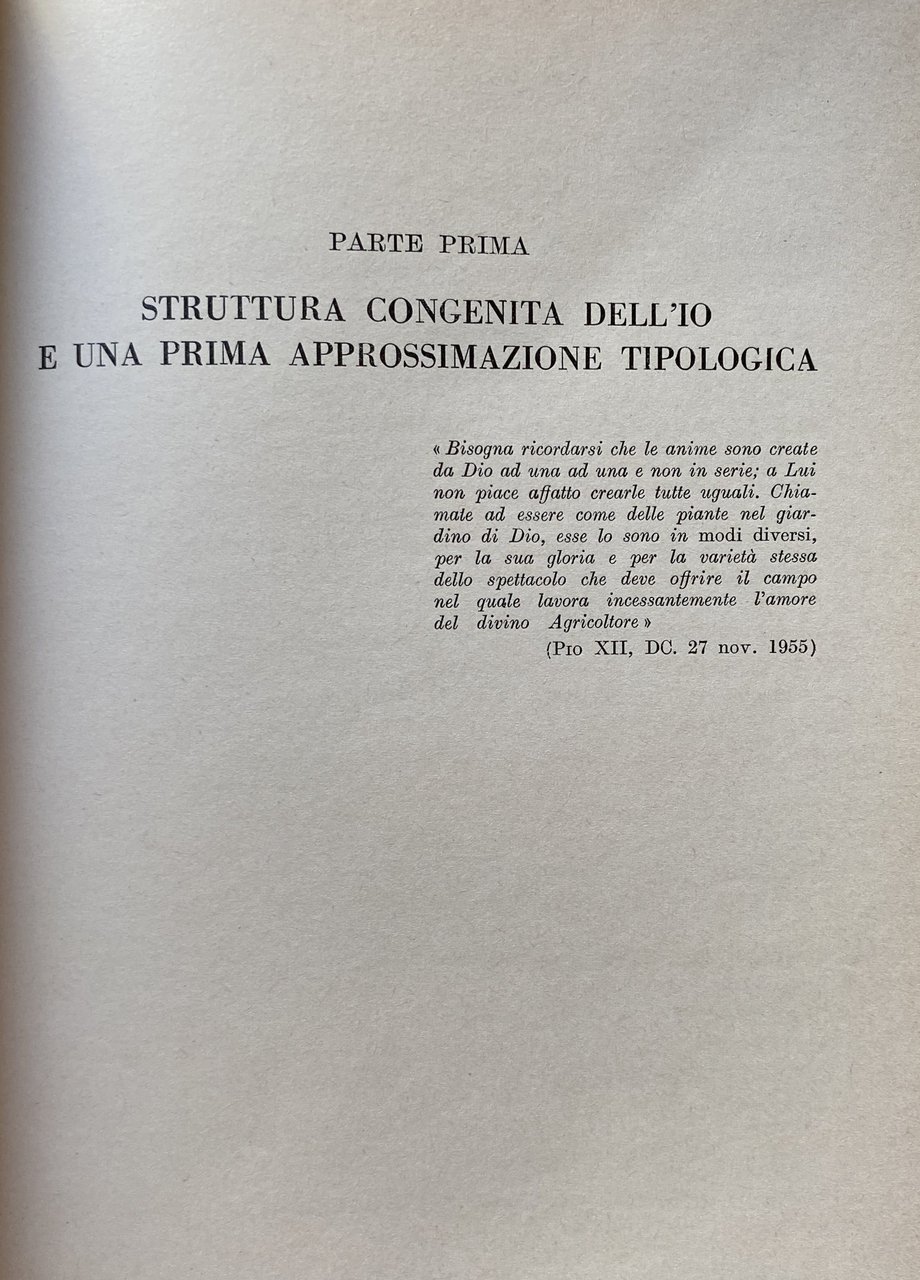 PARTE PRIMA
STRUTTURA CONGENITA DELL'IO
E UNA PRIMA APPROSSIMAZIONE TIPOLOGICA
« Bisogna ricordarsi che le anime sono create
da Dio ad una ad una e non in serie; a Lui
non piace affatto crearle tutte uguali. Chia-
mate ad essere come delle piante nel giar-
dino di Dio, esse lo sono in modi diversi,
per la sua gloria e per la varietà stessa
dello spettacolo che deve offrire il campo
nel quale lavora incessantemente l'amore
del divino Agricoltore »
(Pio XII, DC. 27 nov. 1955)